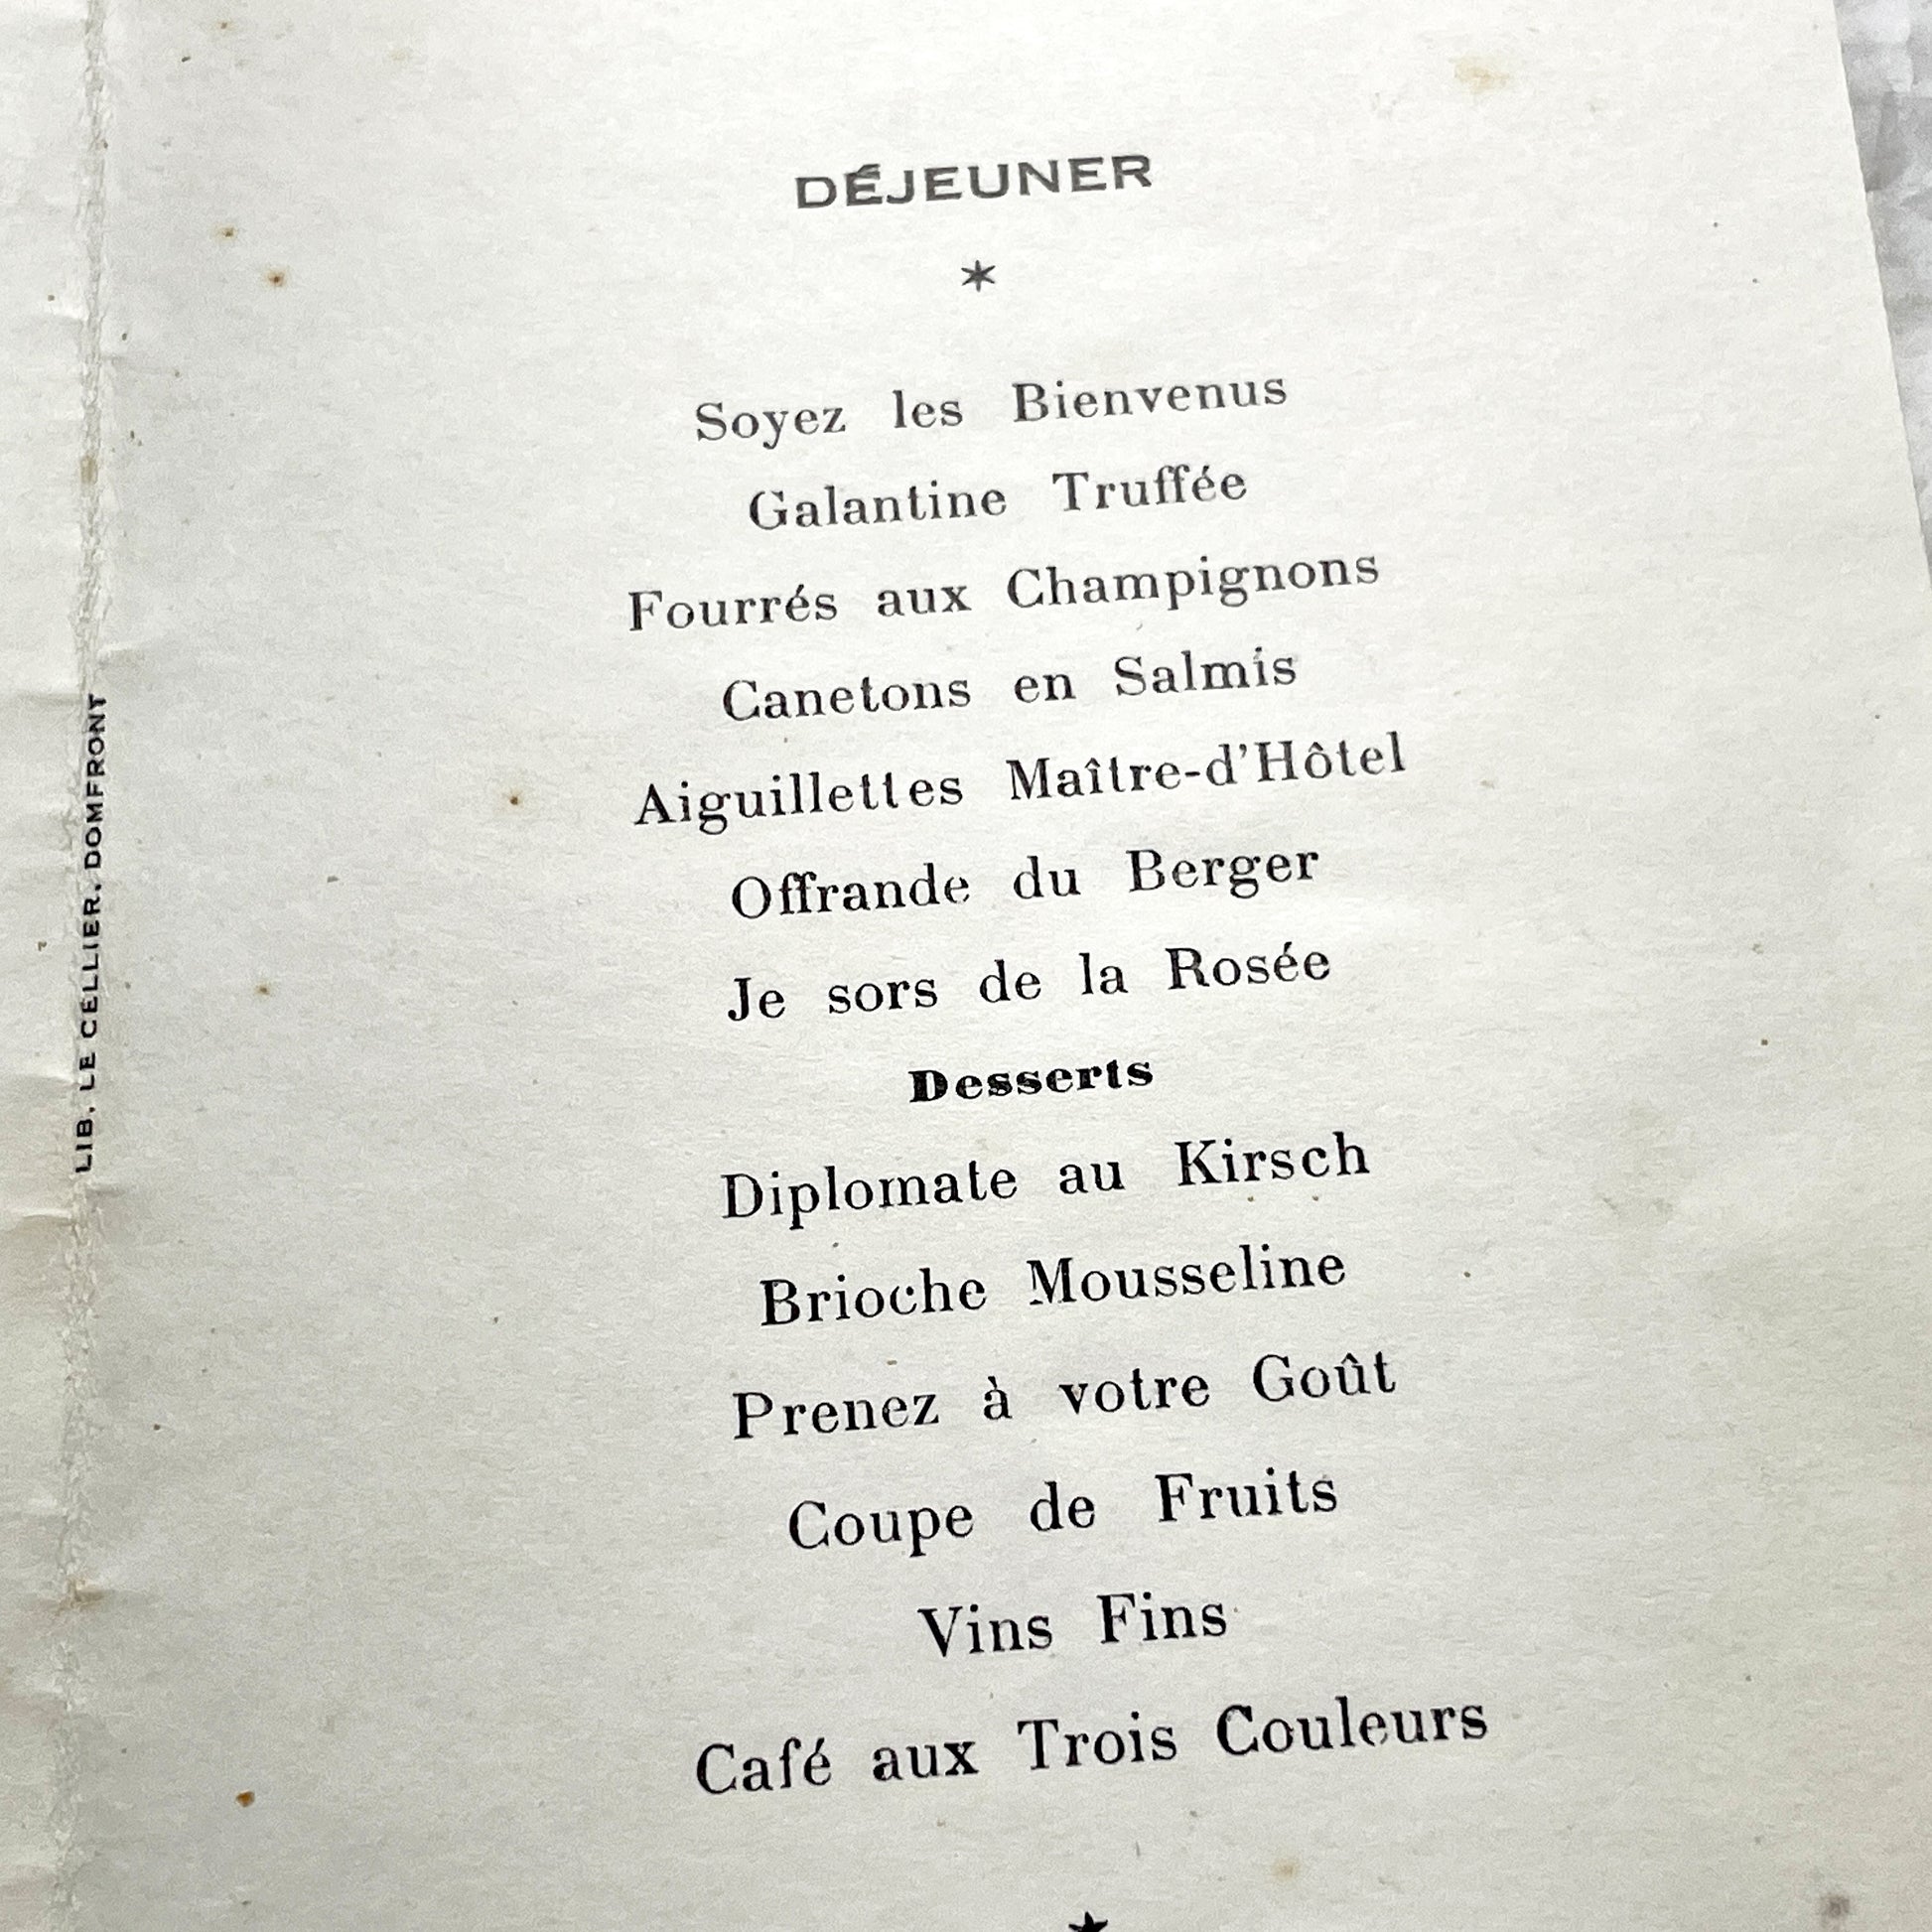 DÉJEUNER
*
Soyez les Bienvenus
Galantine Truffée
Fourrés aux Champignons
Canetons en Salmis
Aiguillettes Maître-d'Hôtel
Offrande du Berger
Je sors de la Rosée
Desserts
Diplomate au Kirsch
Brioche Mousseline
Prenez à votre Goût
Coupe de Fruits
Vins Fins
Café aux Trois Couleurs
LIB. LE CELLIER. DOMFRONT